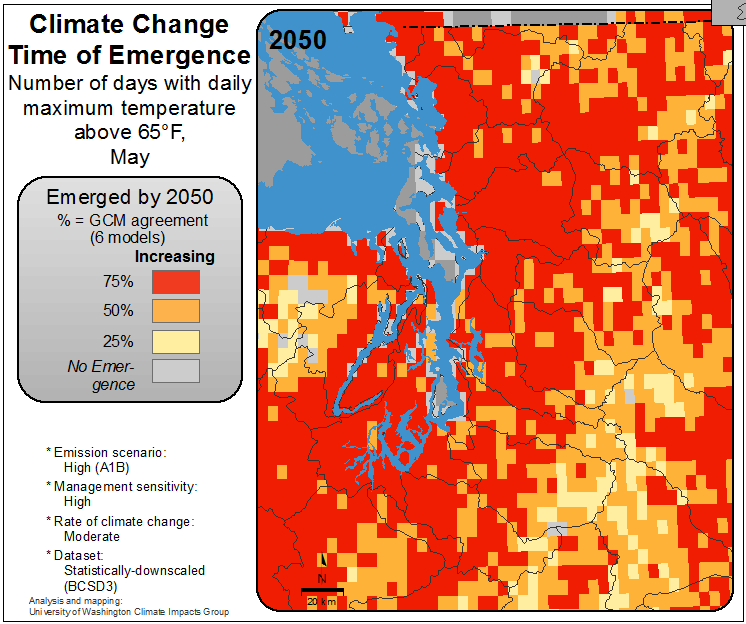 Climate Change
Time of Emergence
Number of days with daily
maximum temperature
above 65°F,
May
Emerged by 2050
% = GCM agreement
(6 models)
Increasing
75%
50%
25%
No Emer-
gence
* Emission scenario:
High (A1B)
* Management sensitivity:
High
* Rate of climate change:
Moderate
* Dataset:
Statistically-downscaled
(BCSD3)
Analysis and mapping:
University of Washington Climate Impacts Group
2050
N
20 km